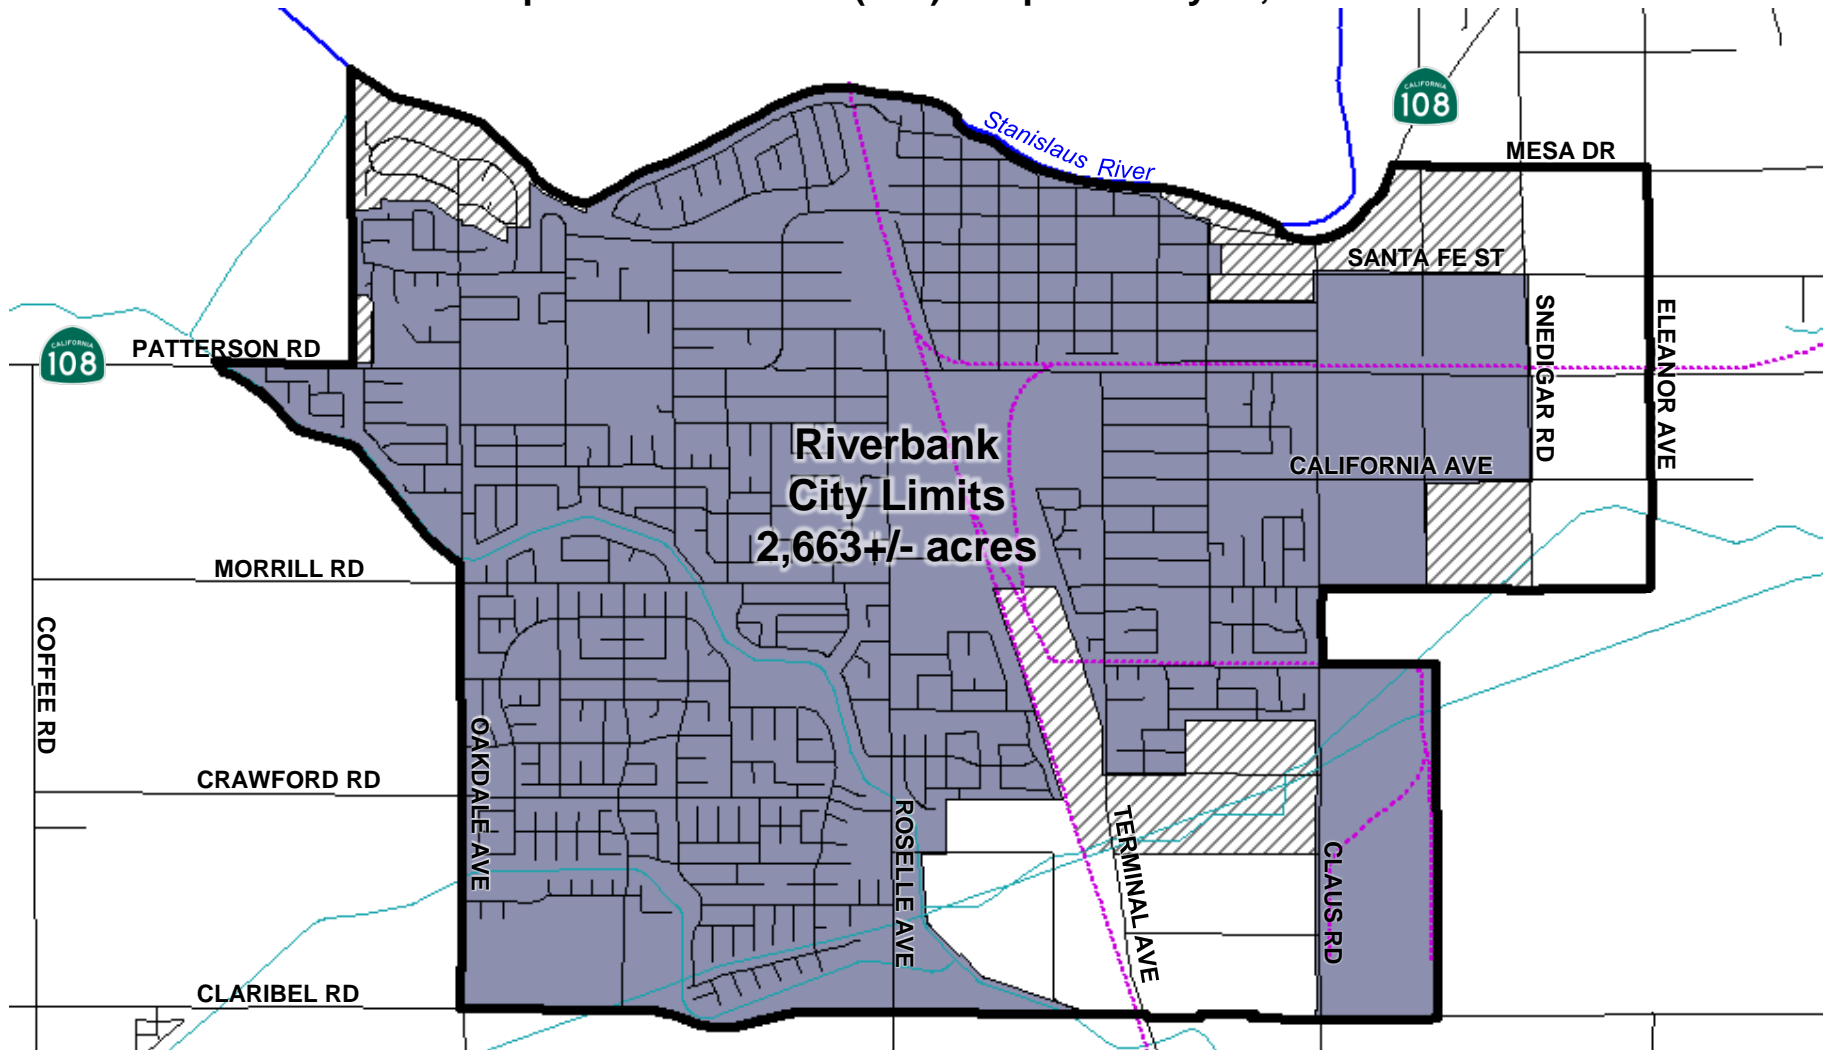 CALIFORNIA
108
MESA DR
Stanislaus River
SANTA FE ST
SNEDIGAR RD
ELEANOR AVE
CALIFORNIA
108
PATTERSON RD
Riverbank
City Limits
2,663+/- acres
CALIFORNIA AVE
MORRILL RD
COFFEE RD
OAKDALE AVE
CRAWFORD RD
ROSELLE AVE
TERMINAL AVE
CLAUS RD
CLARIBEL RD